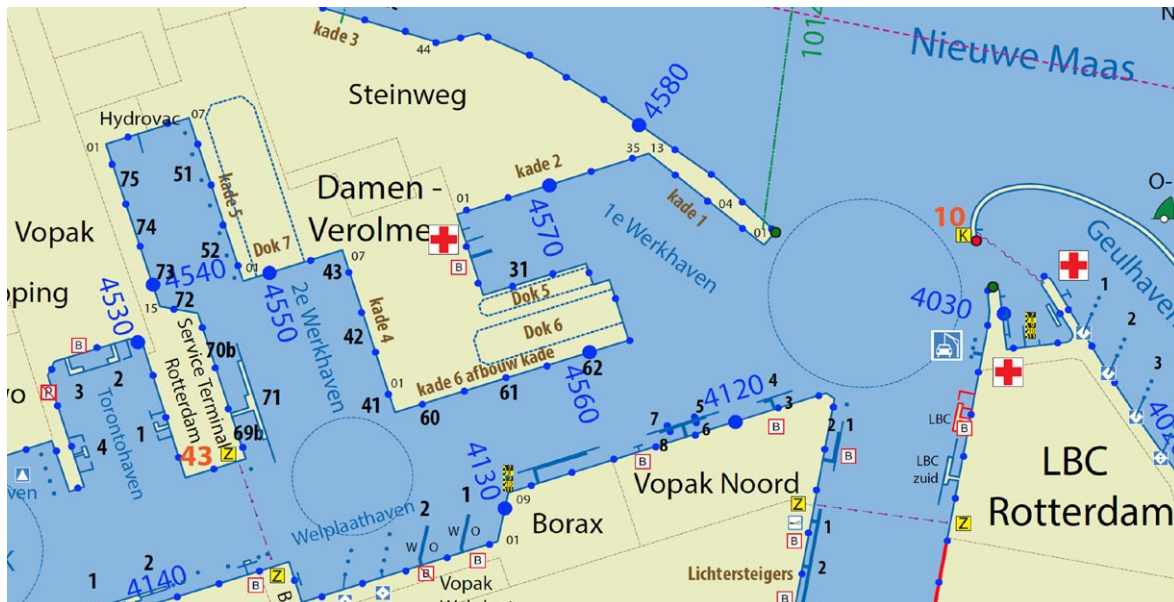 kade 3
44
Steinweg
4580
1014
Nieuwe Maas
Hydrovac
07
01
75
51
kade 5
74
52
Vopak
73
4540
72
15
4530
oping
01
Dok 7
4550
2e Werkhaven
Damen -
Verolme
B
07
43
kade 4
42
01
41
kade 2
35
13
01
4570
1e Werkhaven
kade 1
04
01
31
Dok 5
Dok 6
kade 6 afbouw kade
60
61
62
4560
10
K
O-
Geulhaven
4030
1
2
3
B
2
3
R
vo
4
Torontohaven
1
Service Terminal
Rotterdam
70b
71
69b
43
Z
4120
4
3
5
7
6
8
B
B
2
1
B
LBC
B
LBC
zuid
LBC
Rotterdam
Z
4130
09
01
Borax
Vopak Noord
Z
B
1
2
B
Lichtersteigers
Welplaathaven
2
1
W
O
W
O
B
B
Vopak
aven
1
2
4140
B
Z
B